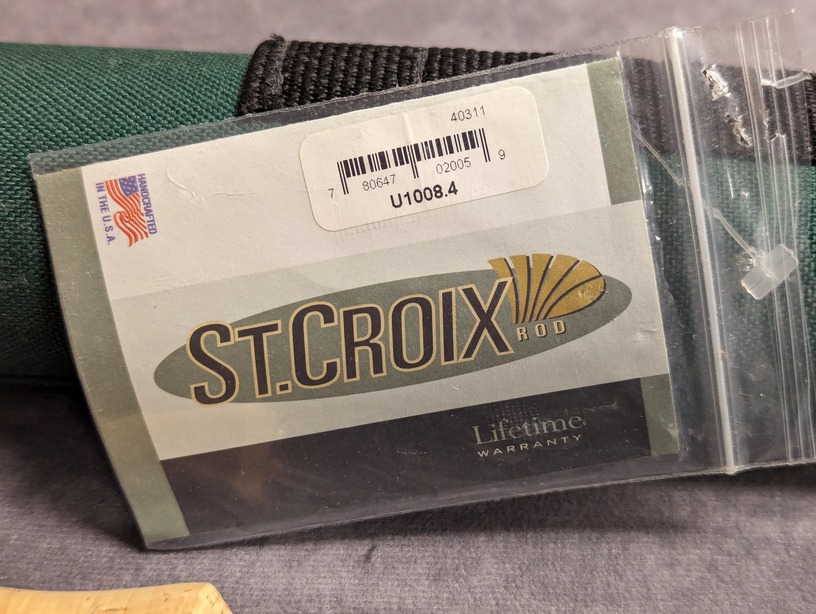 40311
7 80647 02005 9
U1008.4
HANDCRAFTED
IN THE U.S.A.
ST.CROIX
ROD
Lifetime
WARRANTY